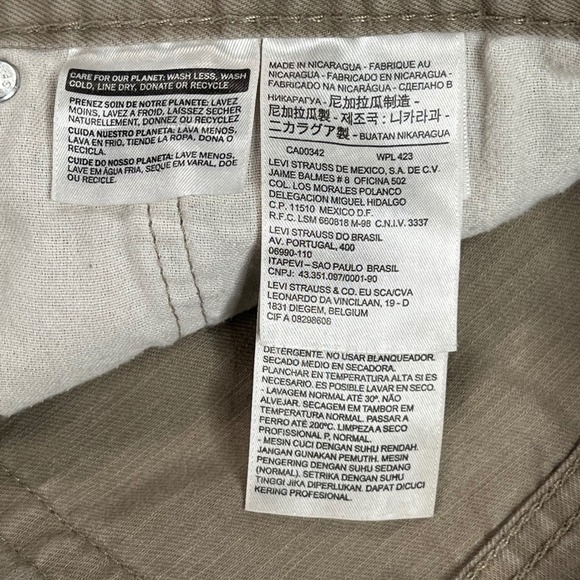 CARE FOR OUR PLANET: WASH LESS, WASH
COLD, LINE DRY, DONATE OR RECYCLE
PRENEZ SOIN DE NOTRE PLANETE: LAVEZ
MOINS, LAVEZ A FROID, LAISSEZ SECHER
NATURELLEMENT, DONNEZ OU RECYCLEZ
CUIDA NUESTRO PLANETA: LAVA MENOS,
LAVA EN FRIO, TIENDE LA ROPA, DONA O
RECICLA.
CUIDE DO NOSSO PLANETA: LAVE MENOS,
LAVE EM ÁGUA FRIA, SEQUE EM VARAL, DOE
OU RECICLE.
MADE IN NICARAGUA - FABRIQUE AU
NICARAGUA - FABRICADO EN NICARAGUA -
FABRICADO NA NICARÁGUA - СДЕЛАНО В
НИКАРАГУА - 尼加拉瓜制造 -
尼加拉瓜製 - 제조국 : 니카라과 -
ニカラグア製 - BUATAN NIKARAGUA
CA00342 WPL 423
LEVI STRAUSS DE MEXICO, S.A. DE C.V.
JAIME BALMES # 8 OFICINA 502
COL. LOS MORALES POLANCO
DELEGACION MIGUEL HIDALGO
C.P. 11510 MEXICO D.F.
R.F.C. LSM 660818 M-98 C.N.I.V. 3337
LEVI STRAUSS DO BRASIL
AV. PORTUGAL, 400
06990-110
ITAPEVI – SAO PAULO BRASIL
CNPJ: 43.351.097/0001-90
LEVI STRAUSS & CO. EU SCA/CVA
LEONARDO DA VINCILAAN, 19 - D
1831 DIEGEM, BELGIUM
CIF A 08298608
DETERGENTE. NO USAR BLANQUEADOR.
SECADO MEDIO EN SECADORA.
PLANCHAR EN TEMPERATURA ALTA SI ES
NECESARIO. ES POSIBLE LAVAR EN SECO.
- LAVAGEM NORMAL ATÉ 30º. NÃO
ALVEJAR. SECAGEM EM TAMBOR EM
TEMPERATURA NORMAL. PASSAR A
FERRO ATÉ 200ºC. LIMPEZA A SECO
PROFISSIONAL P, NORMAL.
- MESIN CUCI DENGAN SUHU RENDAH.
JANGAN GUNAKAN PEMUTIH. MESIN
PENGERING DENGAN SUHU SEDANG
(NORMAL). SETRIKA DENGAN SUHU
TINGGI JIKA DIPERLUKAN. DAPAT DICUCI
KERING PROFESIONAL.